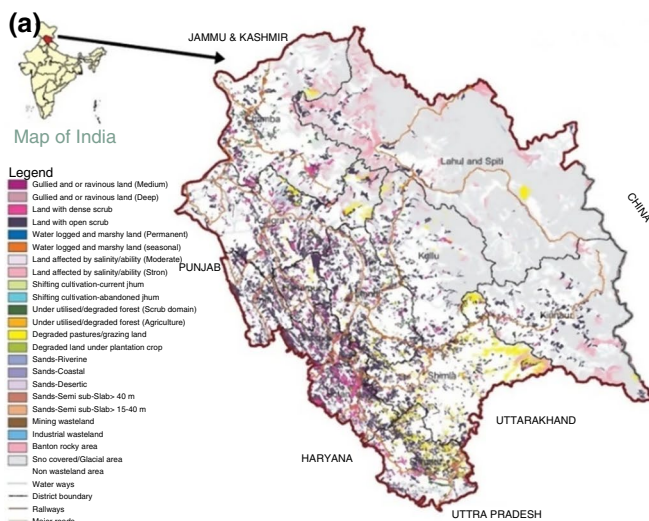 (a)
JAMMU & KASHMIR
Map of India
Legend
Gullied and or ravinous land (Medium)
Gullied and or ravinous land (Deep)
Land with dense scrub
Land with open scrub
Water logged and marshy land (Permanent)
Water logged and marshy land (seasonal)
Land affected by salinity/ability (Moderate)
Land affected by salinity/ability (Stron)
Shifting cultivation-current jhum
Shifting cultivation-abandoned jhum
Under utilised/degraded forest (Scrub domain)
Under utilised/degraded forest (Agriculture)
Degraded pastures/grazing land
Degraded land under plantation crop
Sands-Riverine
Sands-Coastal
Sands-Desertic
Sands-Semi sub-Slab> 40 m
Sands-Semi sub-Slab> 15-40 m
Mining wasteland
Industrial wasteland
Banton rocky area
Sno covered/Glacial area
Non wasteland area
Water ways
District boundary
Rallways
Major roads
Chamba
Lahul and Spiti
CHINA
PUNJAB
Kullu
Kinnaur
Shimla
UTTARAKHAND
HARYANA
UTTRA PRADESH